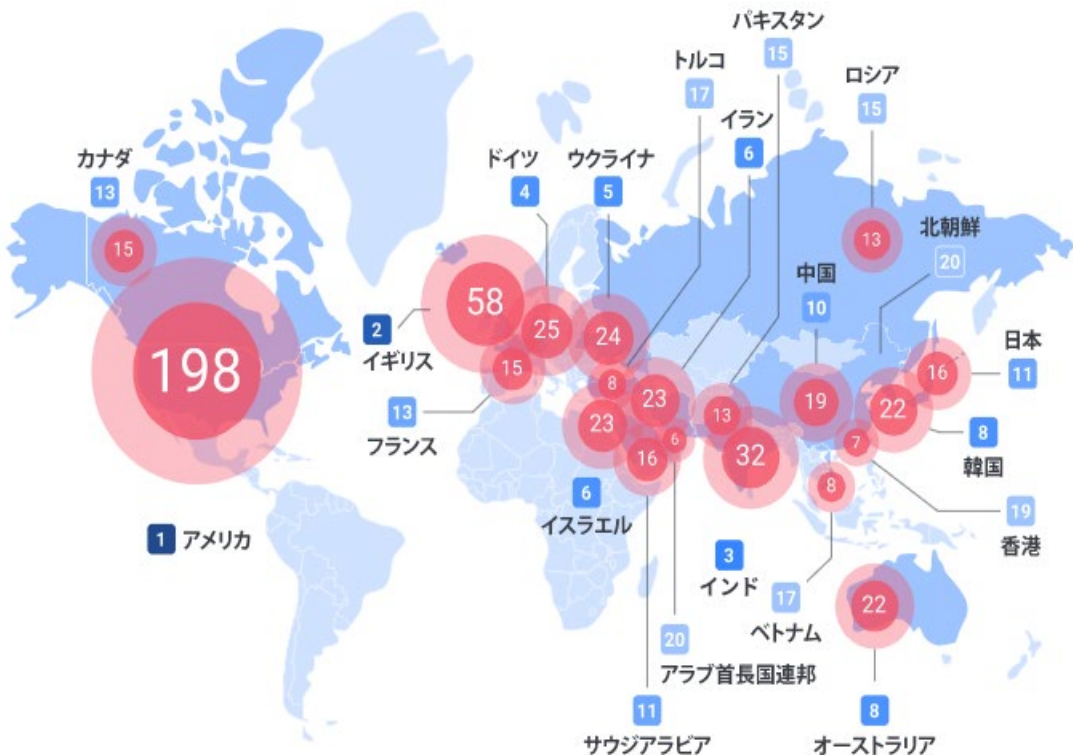 パキスタン
15
トルコ
17
ロシア
15
イラン
6
カナダ
13
15
ドイツ
4
ウクライナ
5
北朝鮮
20
13
中国
10
198
2
イギリス
58
25
24
15
8
23
23
16
6
13
32
19
22
16
7
8
日本
11
8
韓国
13
フランス
6
イスラエル
19
香港
1 アメリカ
3
インド
17
ベトナム
22
20
アラブ首長国連邦
11
サウジアラビア
8
オーストラリア